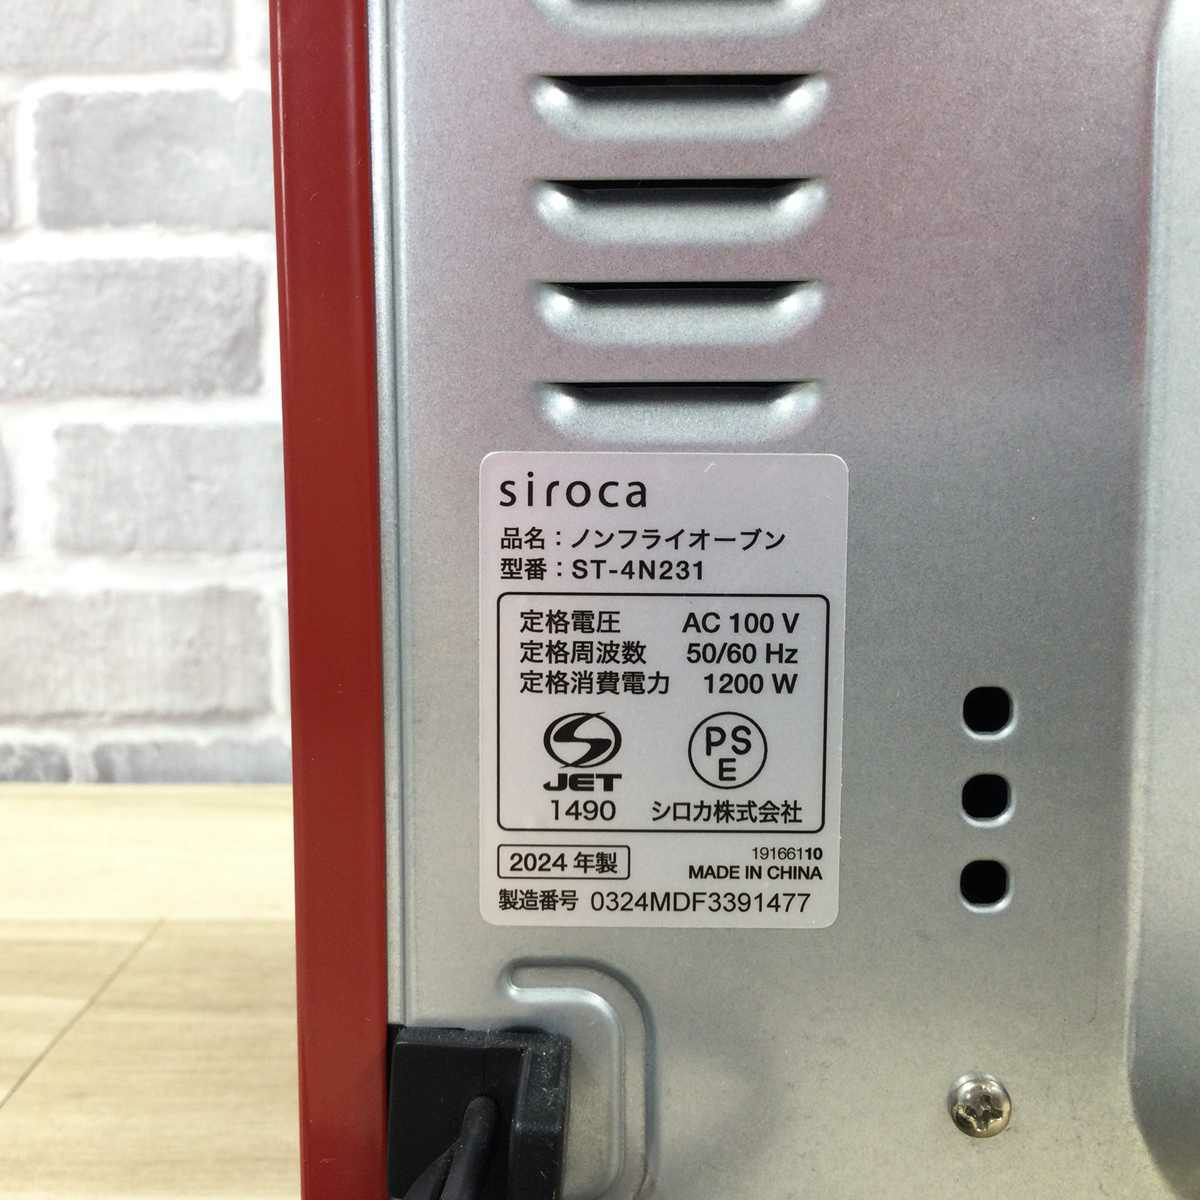 siroca
品名：ノンフライオーブン
型番：ST-4N231
定格電圧 AC 100 V
定格周波数 50/60 Hz
定格消費電力 1200 W
JET
1490
PS
E
シロカ株式会社
2024 年製
19166110
MADE IN CHINA
製造番号 0324MDF3391477